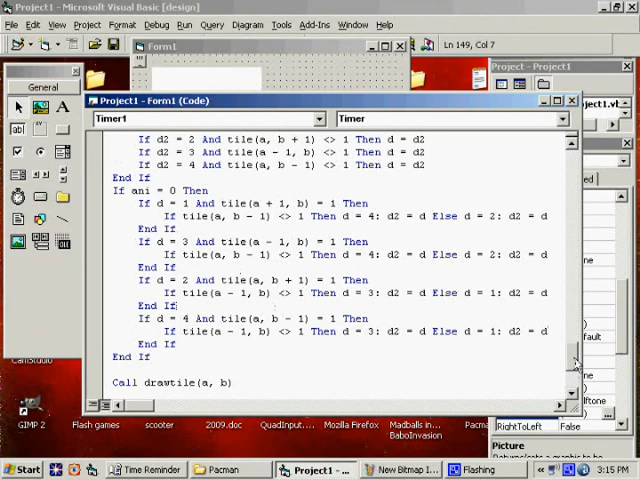 Project1 - Microsoft Visual Basic [design]
File Edit View Project Format Debug Run Query Diagram Tools Add-Ins Window Help
Ln 149, Col 7
Form1
General
Project - Project1
Project1 - Form1 (Code)
Timer1 Timer
If d2 = 2 And tile(a, b + 1) <> 1 Then d = d2
If d2 = 3 And tile(a - 1, b) <> 1 Then d = d2
If d2 = 4 And tile(a, b - 1) <> 1 Then d = d2
End If
If ani = 0 Then
If d = 1 And tile(a + 1, b) = 1 Then
If tile(a, b - 1) <> 1 Then d = 4: d2 = d Else d = 2: d2 = d
End If
If d = 3 And tile(a - 1, b) = 1 Then
If tile(a, b - 1) <> 1 Then d = 4: d2 = d Else d = 2: d2 = d
End If
If d = 2 And tile(a, b + 1) = 1 Then
If tile(a - 1, b) <> 1 Then d = 3: d2 = d Else d = 1: d2 = d
End If
If d = 4 And tile(a, b - 1) = 1 Then
If tile(a - 1, b) <> 1 Then d = 3: d2 = d Else d = 1: d2 = d
End If
End If
Call drawtile(a, b)
RightToLeft False
Picture
CamStudio
GIMP 2 Flash games scooter 2009.doc QuadInput.... Mozilla Firefox Madballs in... BaboInvasion
Start Time Reminder Pacman Project1 - ... New Bitmap I... Flashing 3:15 PM